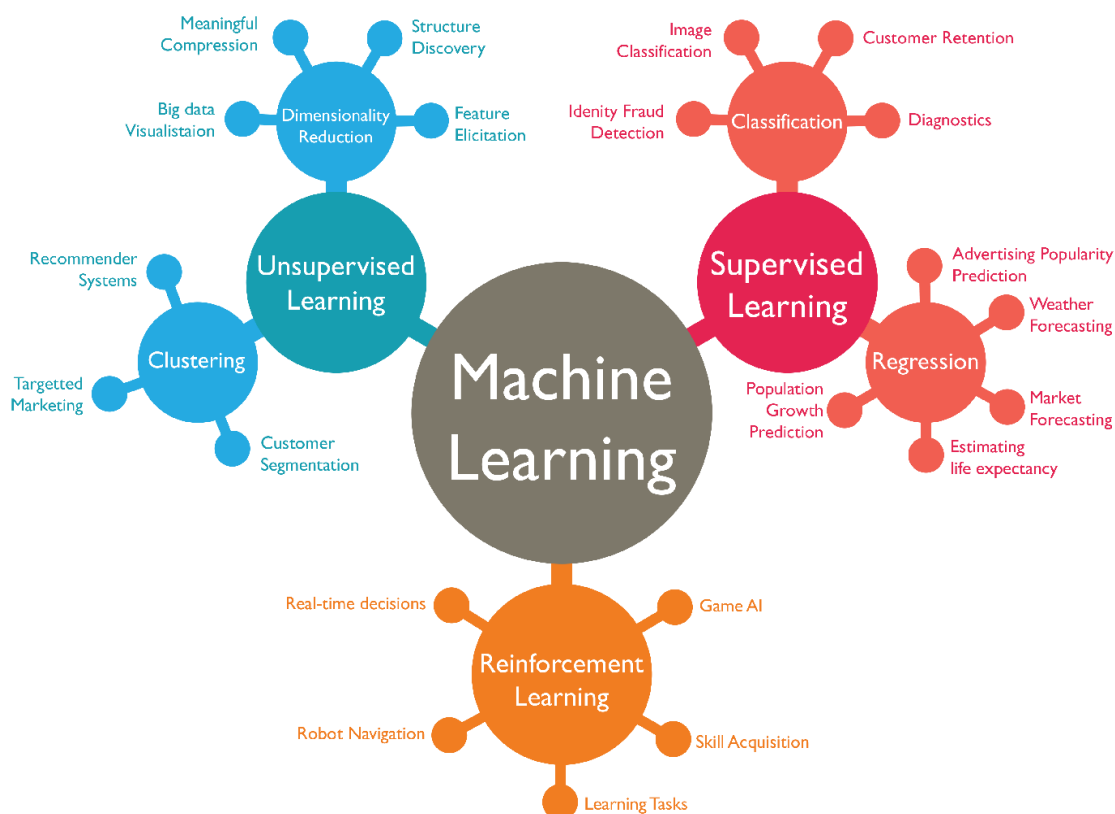 Meaningful
Compression
Structure
Discovery
Big data
Visualistaion
Dimensionality
Reduction
Feature
Elicitation
Image
Classification
Customer Retention
Idenity Fraud
Detection
Classification
Diagnostics
Unsupervised
Learning
Supervised
Learning
Recommender
Systems
Clustering
Targetted
Marketing
Customer
Segmentation
Machine
Learning
Advertising Popularity
Prediction
Weather
Forecasting
Regression
Population
Growth
Prediction
Market
Forecasting
Estimating
life expectancy
Real-time decisions
Game AI
Reinforcement
Learning
Robot Navigation
Skill Acquisition
Learning Tasks